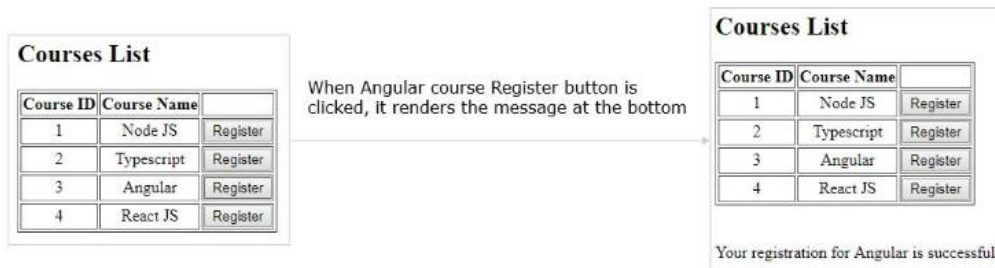 Courses List
Course ID Course Name
1 Node JS Register
2 Typescript Register
3 Angular Register
4 React JS Register
When Angular course Register button is
clicked, it renders the message at the bottom
Courses List
Course ID Course Name
1 Node JS Register
2 Typescript Register
3 Angular Register
4 React JS Register
Your registration for Angular is successful